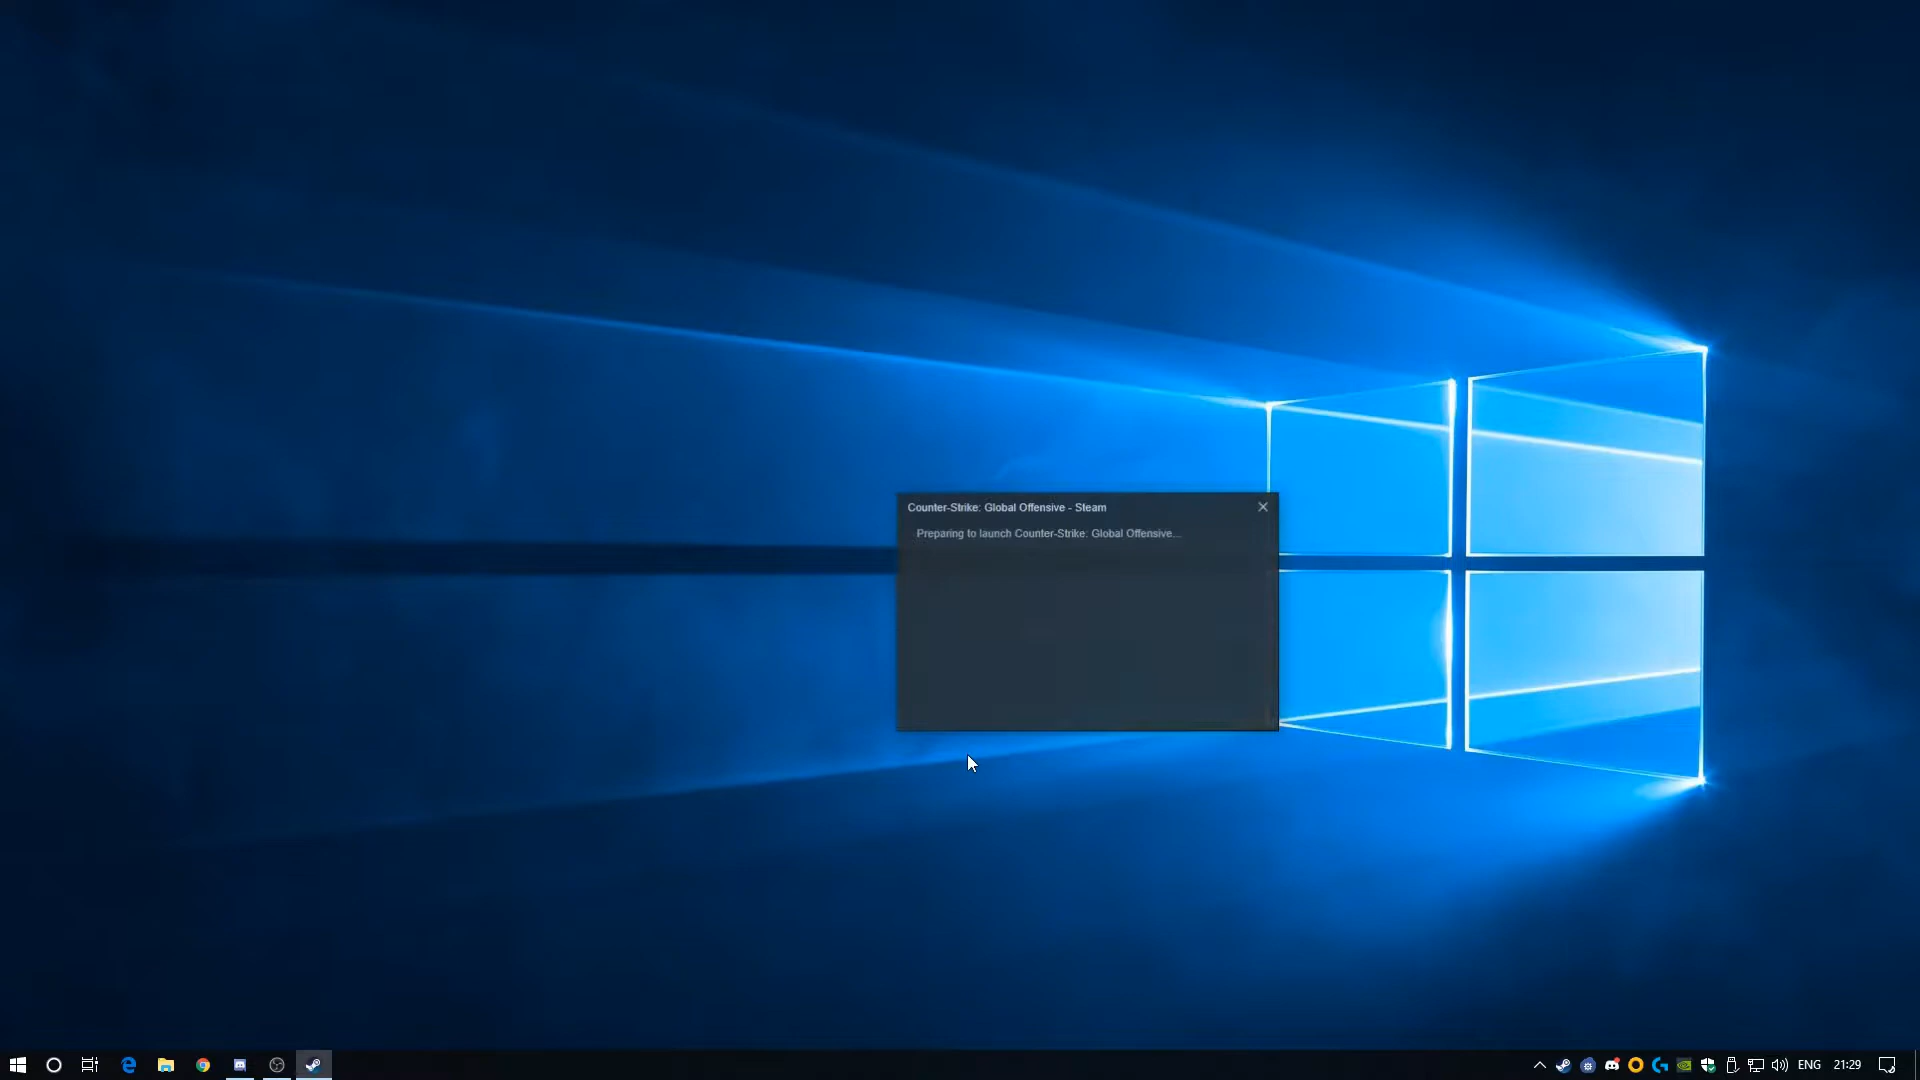 Counter-Strike: Global Offensive - Steam
Preparing to launch Counter-Strike: Global Offensive...
ENG
21:29